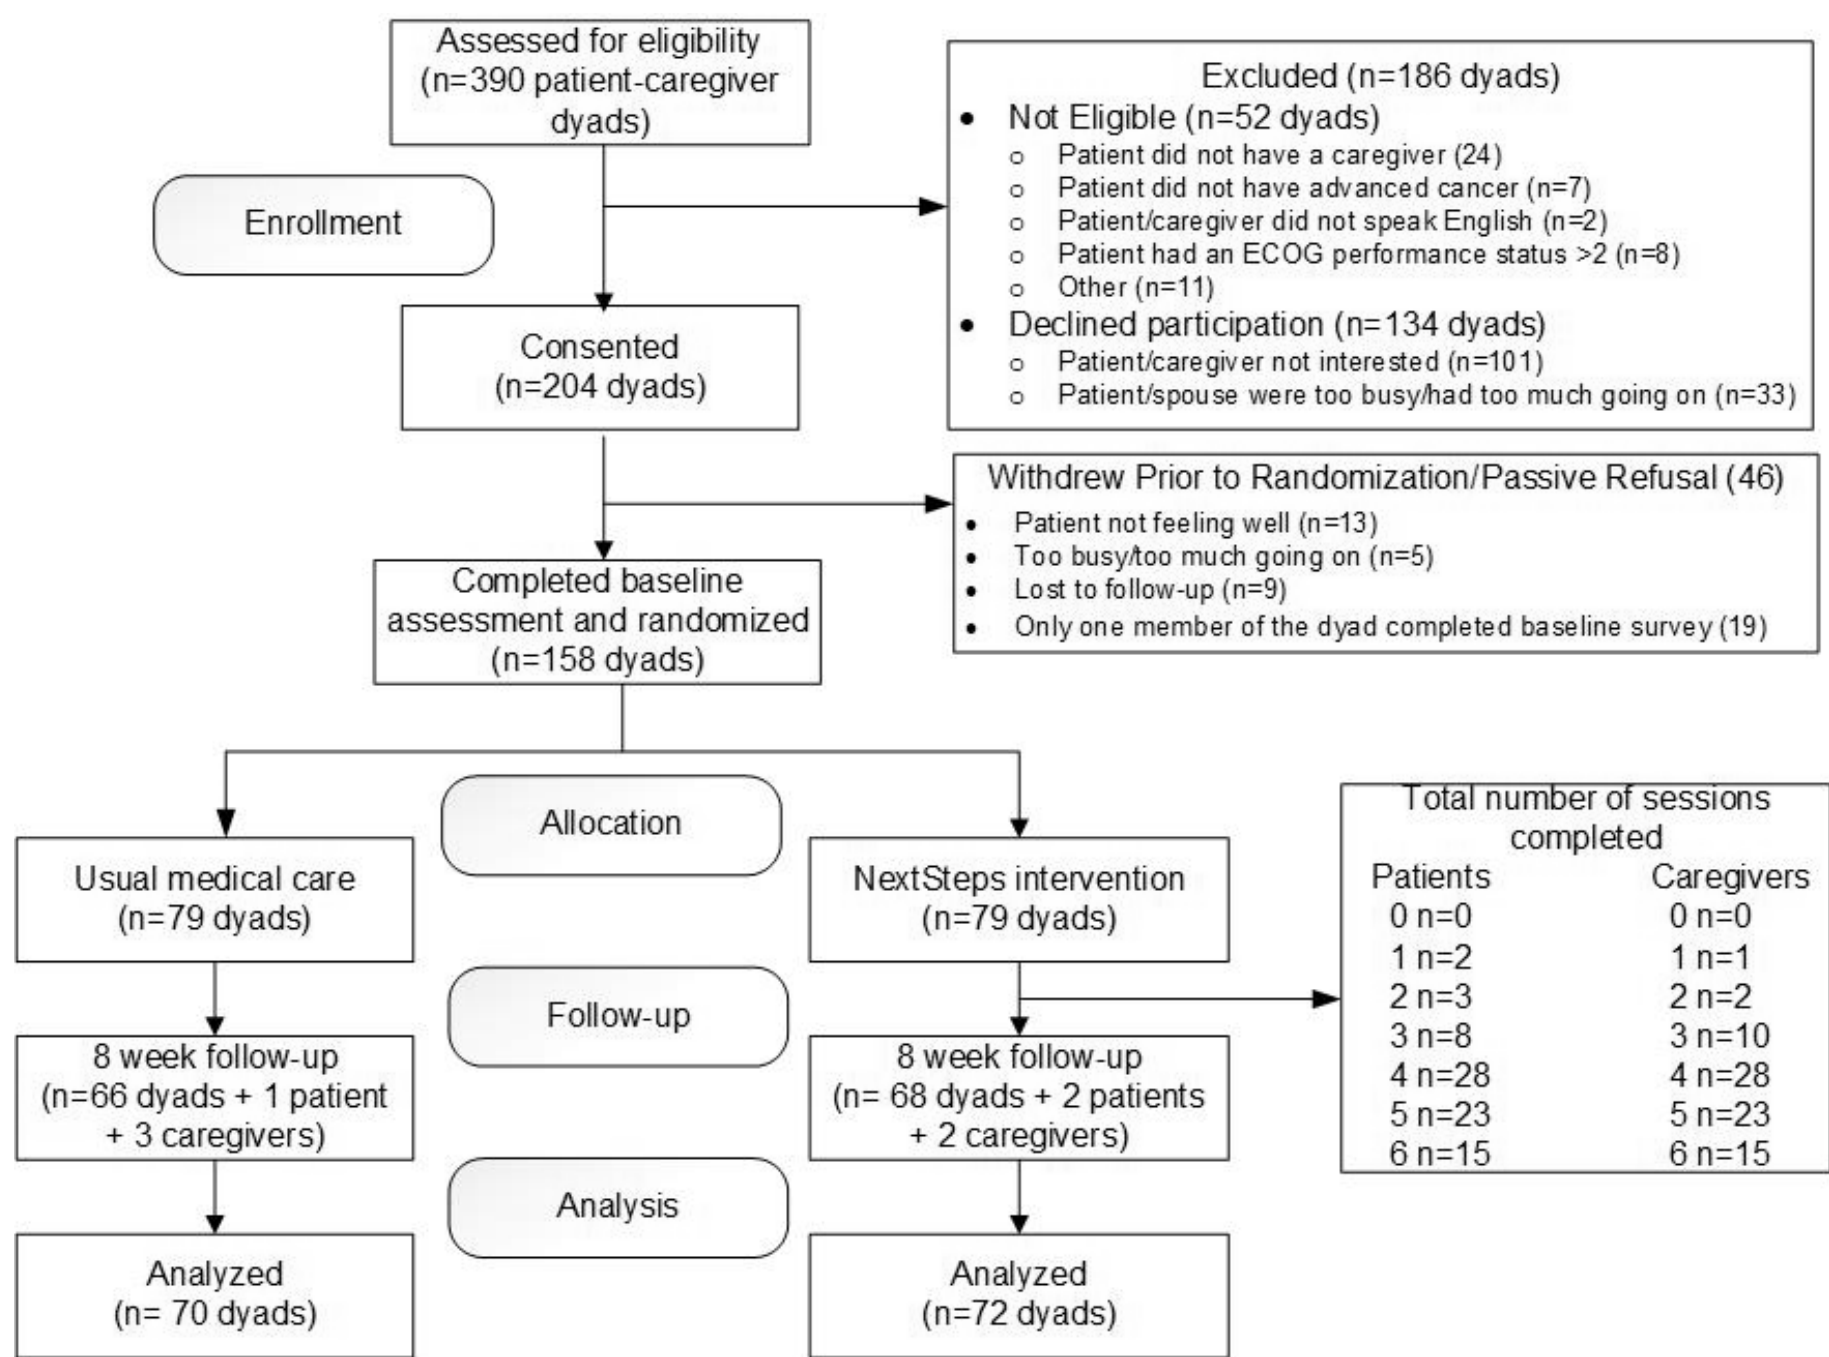 Assessed for eligibility
(n=390 patient-caregiver
dyads)
Excluded (n=186 dyads)
• Not Eligible (n=52 dyads)
o Patient did not have a caregiver (24)
o Patient did not have advanced cancer (n=7)
o Patient/caregiver did not speak English (n=2)
o Patient had an ECOG performance status >2 (n=8)
o Other (n=11)
• Declined participation (n=134 dyads)
o Patient/caregiver not interested (n=101)
o Patient/spouse were too busy/had too much going on (n=33)
Enrollment
Consented
(n=204 dyads)
Withdrew Prior to Randomization/Passive Refusal (46)
• Patient not feeling well (n=13)
• Too busy/too much going on (n=5)
• Lost to follow-up (n=9)
• Only one member of the dyad completed baseline survey (19)
Completed baseline
assessment and randomized
(n=158 dyads)
Allocation
Usual medical care
(n=79 dyads)
NextSteps intervention
(n=79 dyads)
Total number of sessions
completed
Patients Caregivers
0 n=0 0 n=0
1 n=2 1 n=1
2 n=3 2 n=2
3 n=8 3 n=10
4 n=28 4 n=28
5 n=23 5 n=23
6 n=15 6 n=15
Follow-up
8 week follow-up
(n=66 dyads + 1 patient
+ 3 caregivers)
8 week follow-up
(n= 68 dyads + 2 patients
+ 2 caregivers)
Analysis
Analyzed
(n= 70 dyads)
Analyzed
(n=72 dyads)